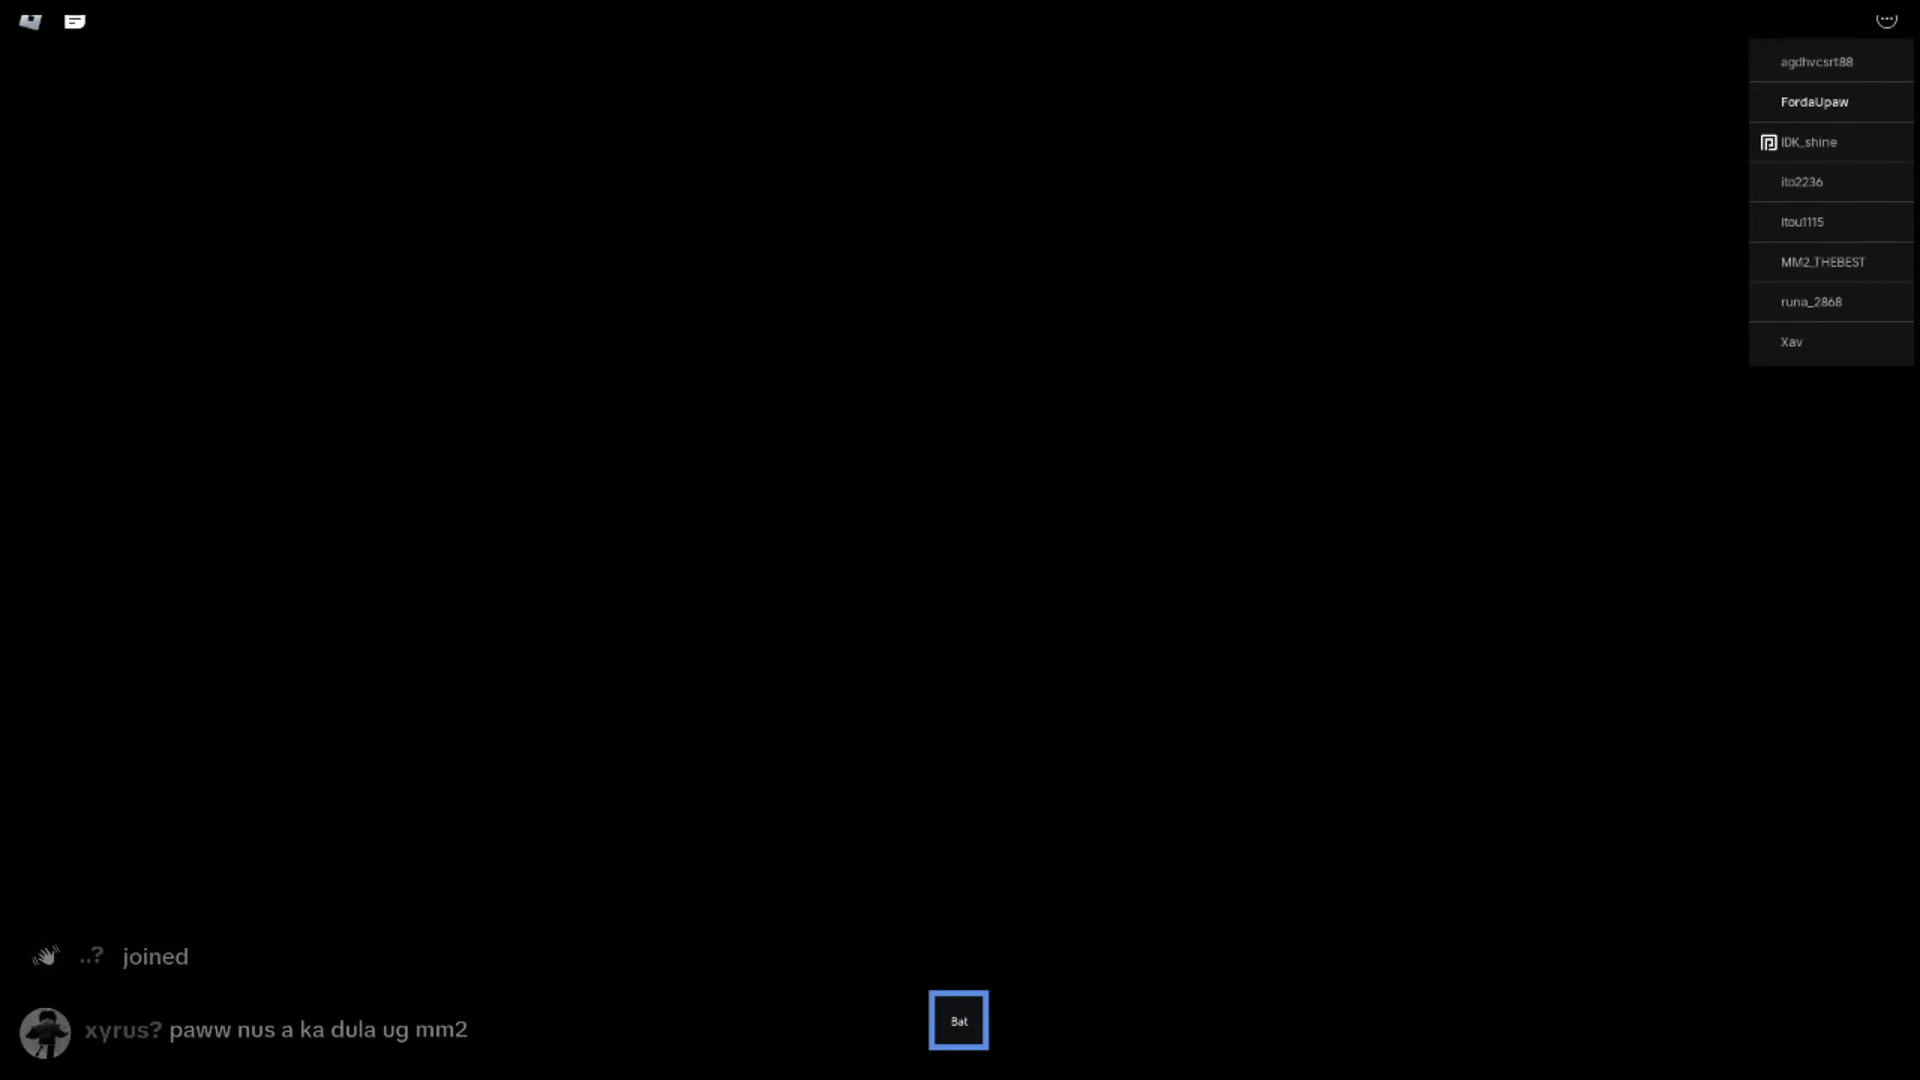 agdhvcsrt88
FordaUpaw
IDK_shine
ito2236
Itou1115
MM2_THEBEST
runa_2868
Xav
..? joined
xyrus? paww nus a ka dula ug mm2
Bat